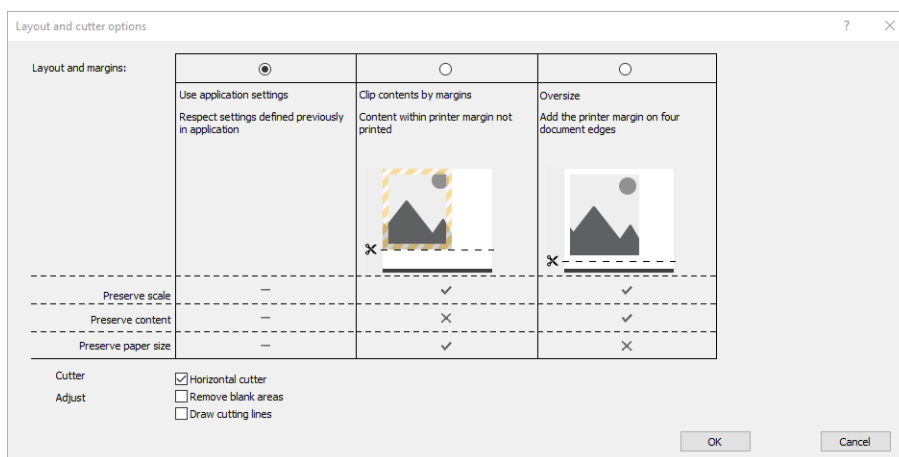 Layout and cutter options
Layout and margins:
Use application settings
Respect settings defined previously
in application
Clip contents by margins
Content within printer margin not
printed
Oversize
Add the printer margin on four
document edges
Preserve scale
Preserve content
Preserve paper size
Cutter
Horizontal cutter
Adjust
Remove blank areas
Draw cutting lines
OK
Cancel